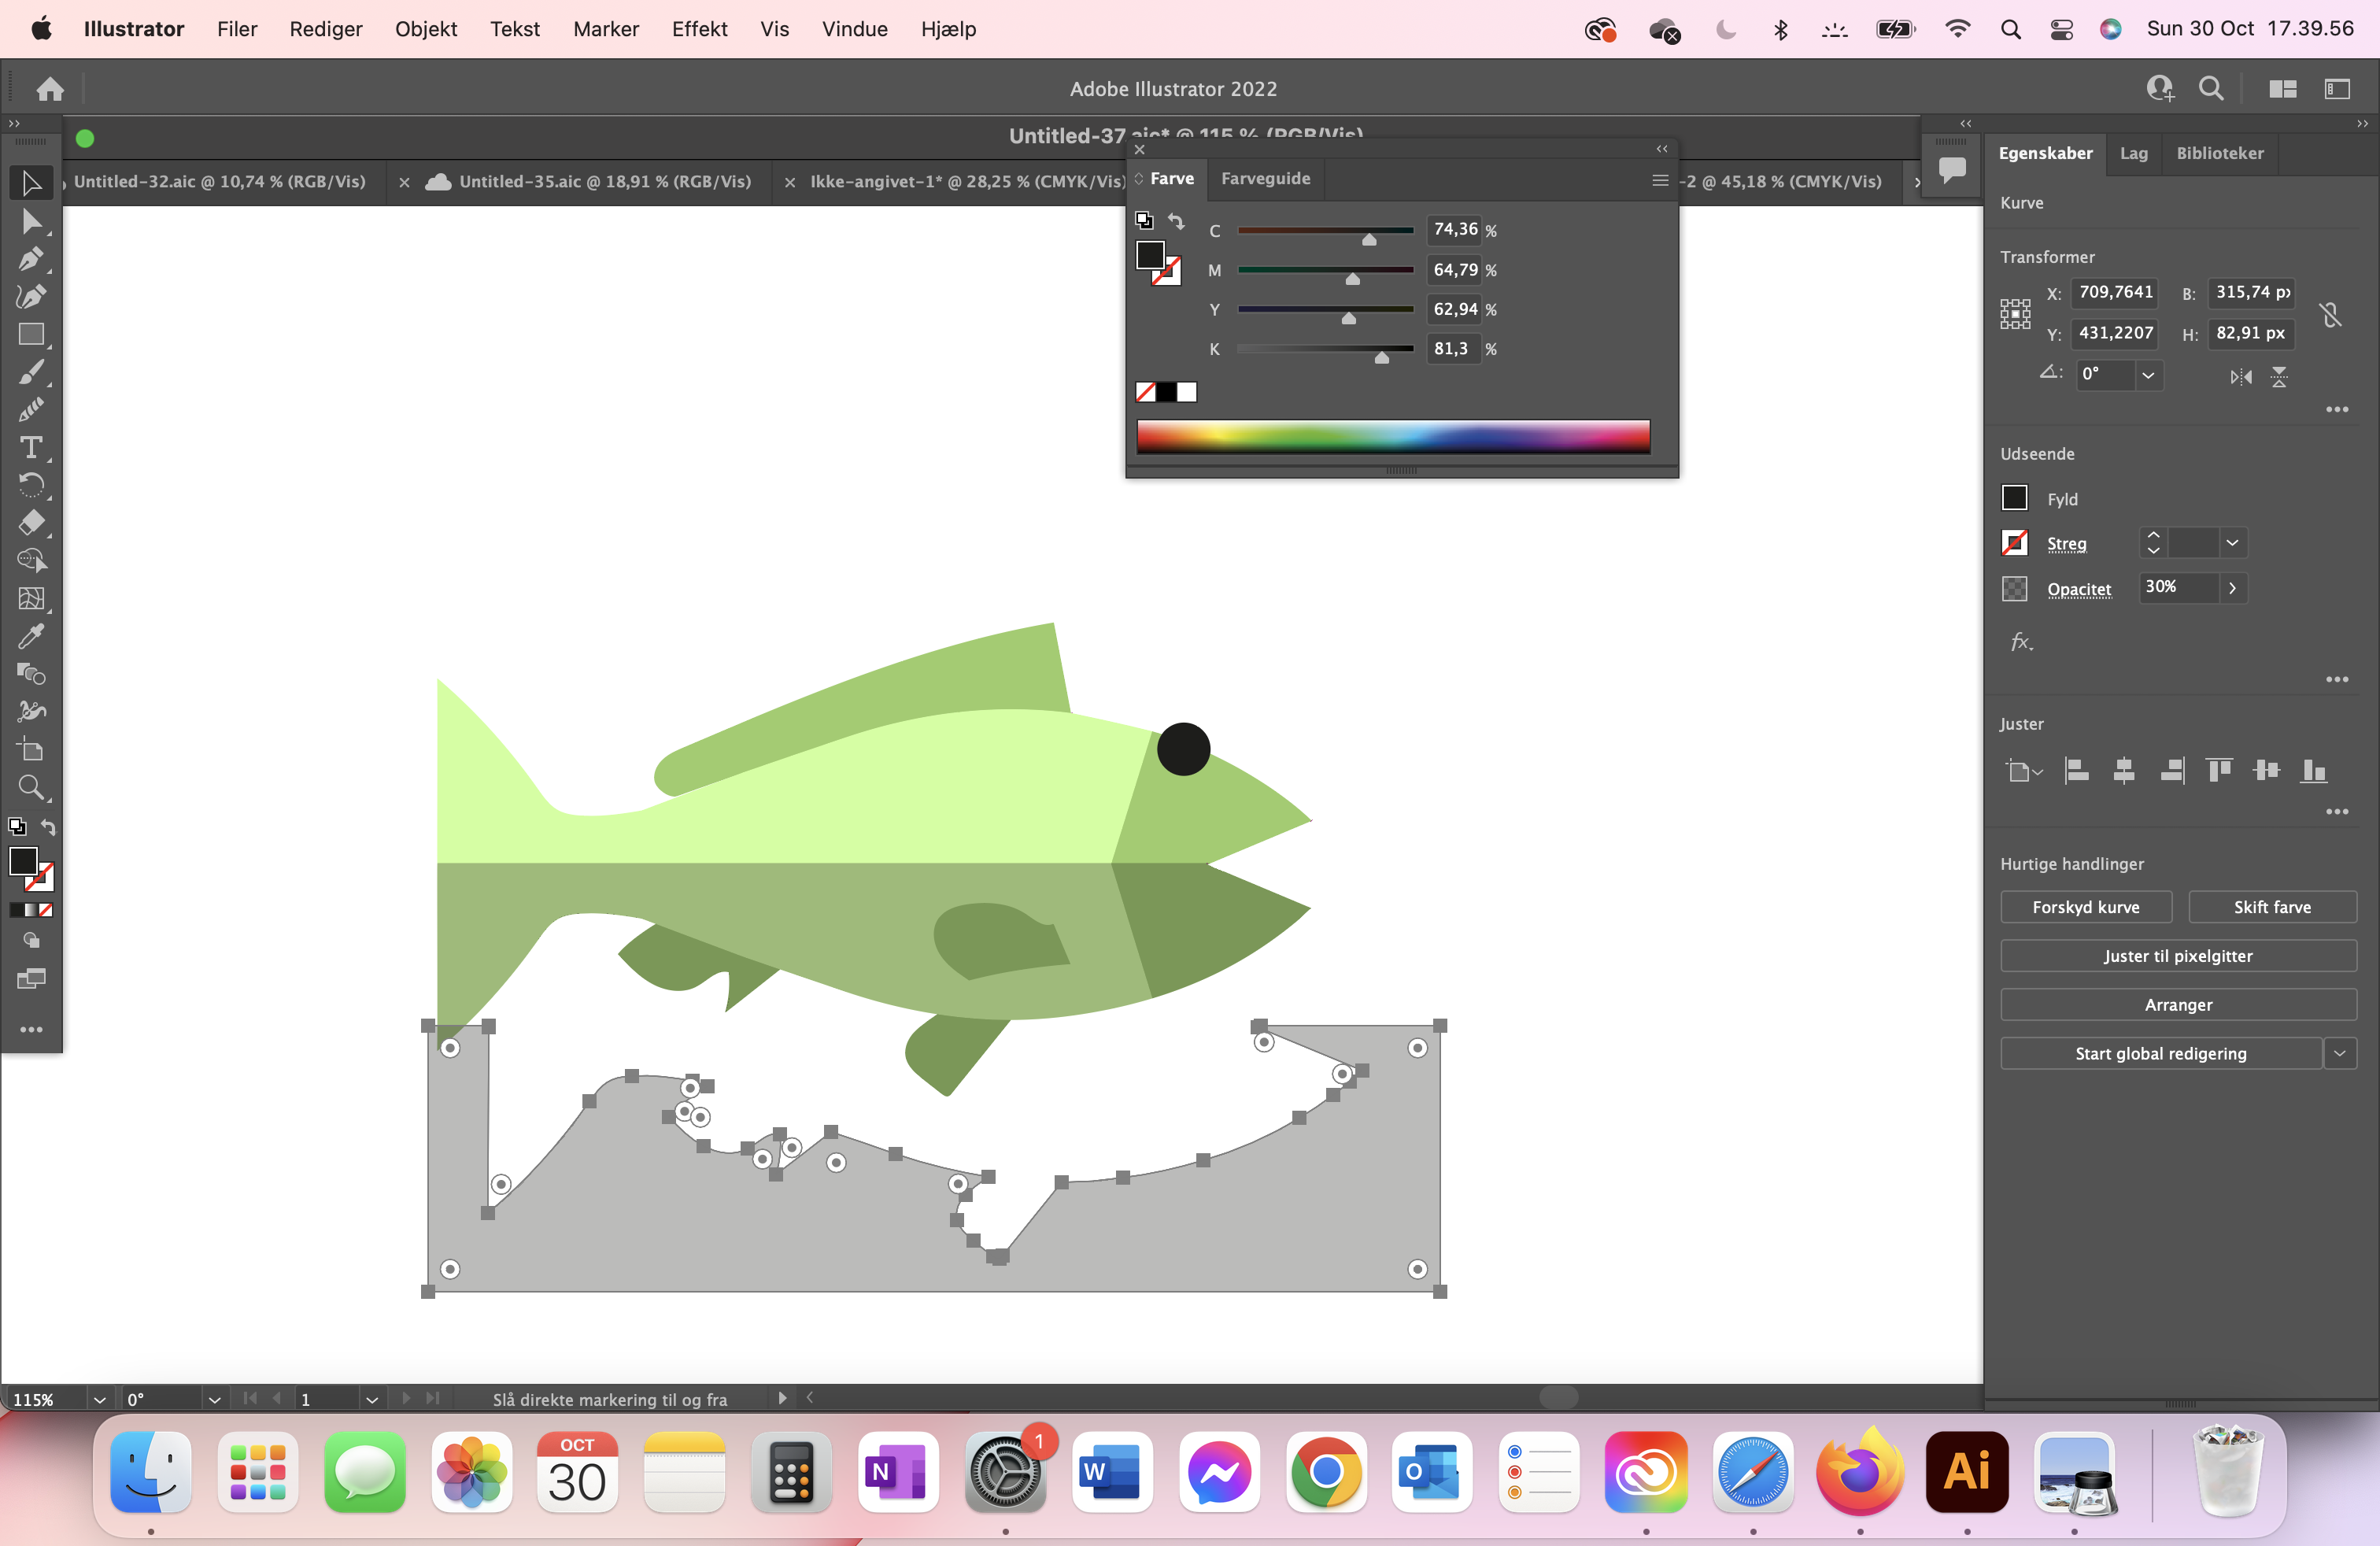 Illustrator Filer Rediger Objekt Tekst Marker Effekt Vis Vindue Hjælp Sun 30 Oct 17.39.56
Adobe Illustrator 2022
Untitled-37.aic* @ 115 % (RGB/Vis)
Untitled-32.aic @ 10,74 % (RGB/Vis) Untitled-35.aic @ 18,91 % (RGB/Vis) Ikke-angivet-1* @ 28,25 % (CMYK/Vis) -2 @ 45,18 % (CMYK/Vis)
Farve Farveguide
C 74,36 %
M 64,79 %
Y 62,94 %
K 81,3 %
Egenskaber Lag Biblioteker
Kurve
Transformer
X: 709,7641 B: 315,74 px
Y: 431,2207 H: 82,91 px
0°
Udseende
Fyld
Streg
Opacitet 30%
fx
Juster
Hurtige handlinger
Forskyd kurve Skift farve
Juster til pixelgitter
Arranger
Start global redigering
115% 0° 1 Slå direkte markering til og fra
OCT
30
N
1
W
O
Ai